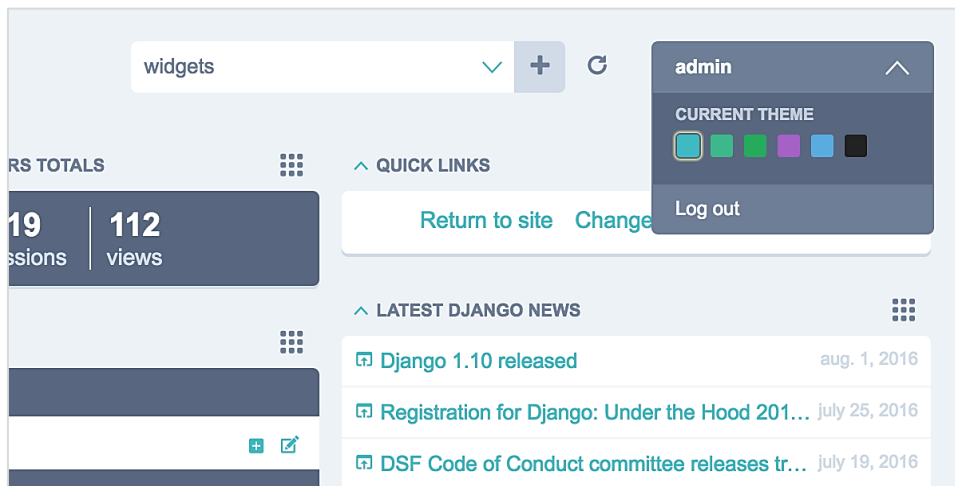 widgets
admin
CURRENT THEME
Log out
RS TOTALS
19
112
ssions
views
QUICK LINKS
Return to site Change
LATEST DJANGO NEWS
Django 1.10 released aug. 1, 2016
Registration for Django: Under the Hood 201... july 25, 2016
DSF Code of Conduct committee releases tr... july 19, 2016